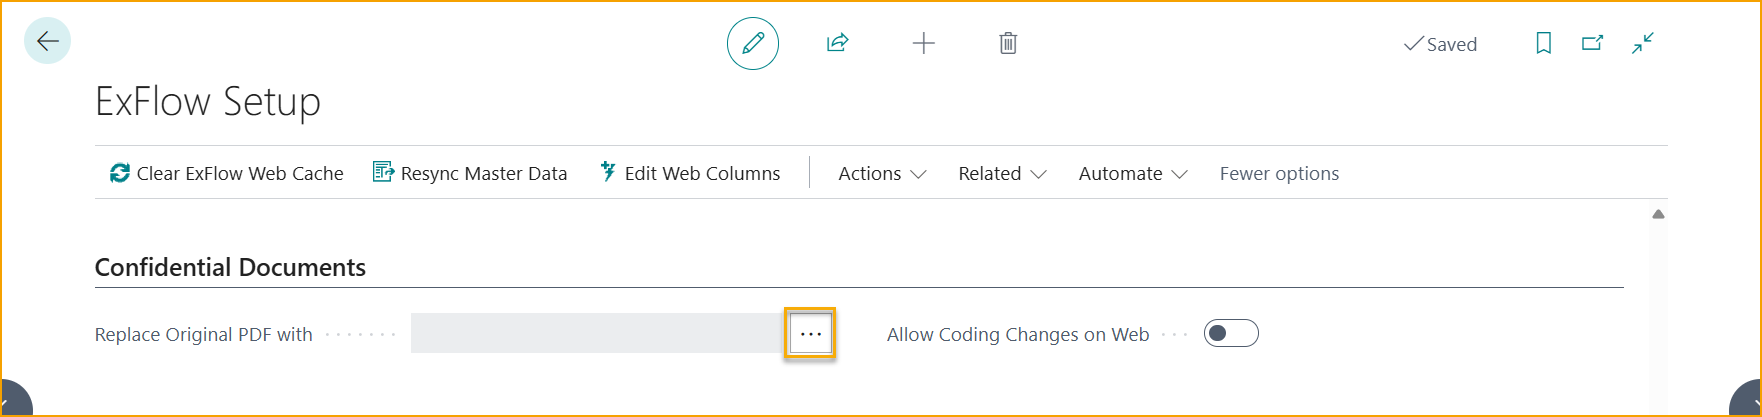 Saved
ExFlow Setup
Clear ExFlow Web Cache Resync Master Data Edit Web Columns Actions Related Automate Fewer options
Confidential Documents
Replace Original PDF with Allow Coding Changes on Web